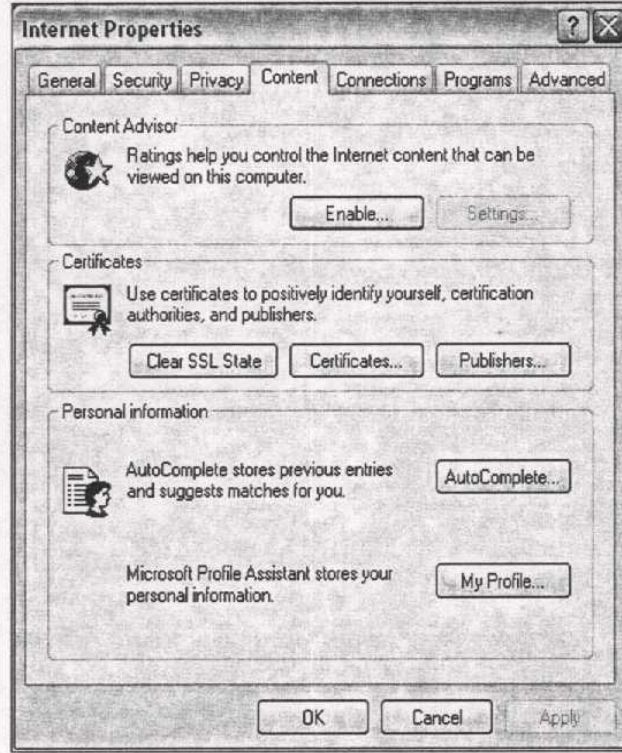 Internet Properties
General Security Privacy Content Connections Programs Advanced
Content Advisor
Ratings help you control the Internet content that can be
viewed on this computer.
Enable... Settings...
Certificates
Use certificates to positively identify yourself, certification
authorities, and publishers.
Clear SSL State Certificates... Publishers...
Personal information
AutoComplete stores previous entries
and suggests matches for you.
AutoComplete...
Microsoft Profile Assistant stores your
personal information.
My Profile...
OK Cancel Apply